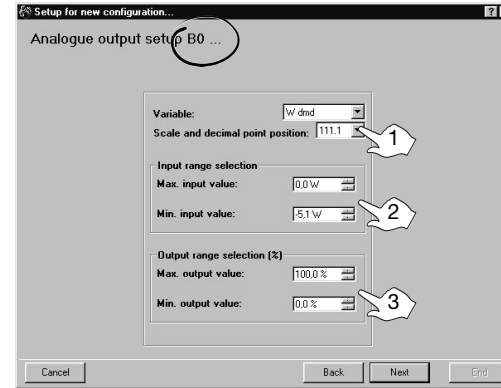 Setup for new configuration...
Analogue output setup B0 ...
Variable: W dmd
Scale and decimal point position: 111.1
1
Input range selection
Max. input value: 0,0 W
Min. input value: -5,1 W
2
Output range selection (%)
Max. output value: 100,0 %
Min. output value: 0,0 %
3
Cancel Back Next End